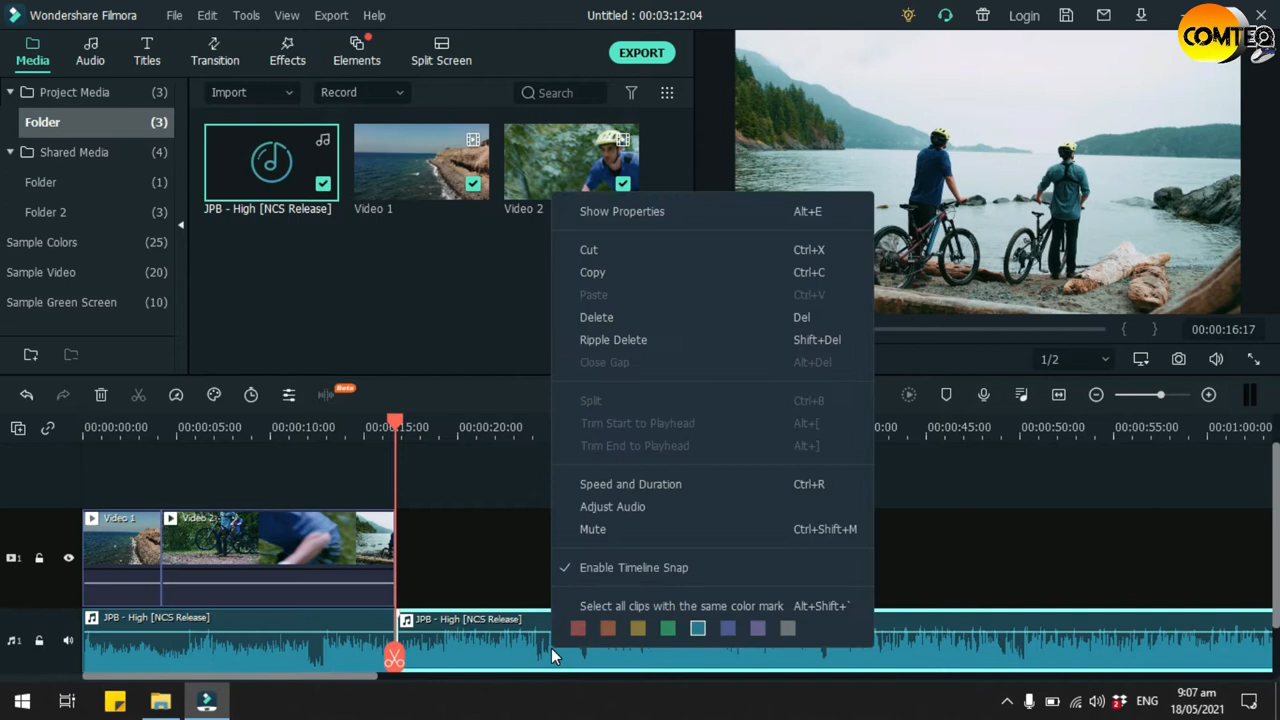 Wondershare Filmora
File
Edit
Tools
View
Export
Help
Untitled : 00:03:12:04
Login
COMTEQ
Media
Audio
Titles
Transition
Effects
Elements
Split Screen
EXPORT
Project Media (3)
Folder (3)
Shared Media (4)
Folder (1)
Folder 2 (3)
Sample Colors (25)
Sample Video (20)
Sample Green Screen (10)
Import
Record
Search
JPB - High [NCS Release]
Video 1
Video 2
Show Properties Alt+E
Cut Ctrl+X
Copy Ctrl+C
Paste Ctrl+V
Delete Del
Ripple Delete Shift+Del
Close Gap Alt+Del
Split Ctrl+B
Trim Start to Playhead Alt+[
Trim End to Playhead Alt+]
Speed and Duration Ctrl+R
Adjust Audio
Mute Ctrl+Shift+M
Enable Timeline Snap
Select all clips with the same color mark Alt+Shift+`
{ }
00:00:16:17
1/2
Beta
00:00:00:00
00:00:05:00
00:00:10:00
00:00:15:00
00:00:20:00
00:00:45:00
00:00:50:00
00:00:55:00
00:01:00:00
Video 1
Video 2
1
JPB - High [NCS Release]
JPB - High [NCS Release]
1
ENG
9:07 am
18/05/2021